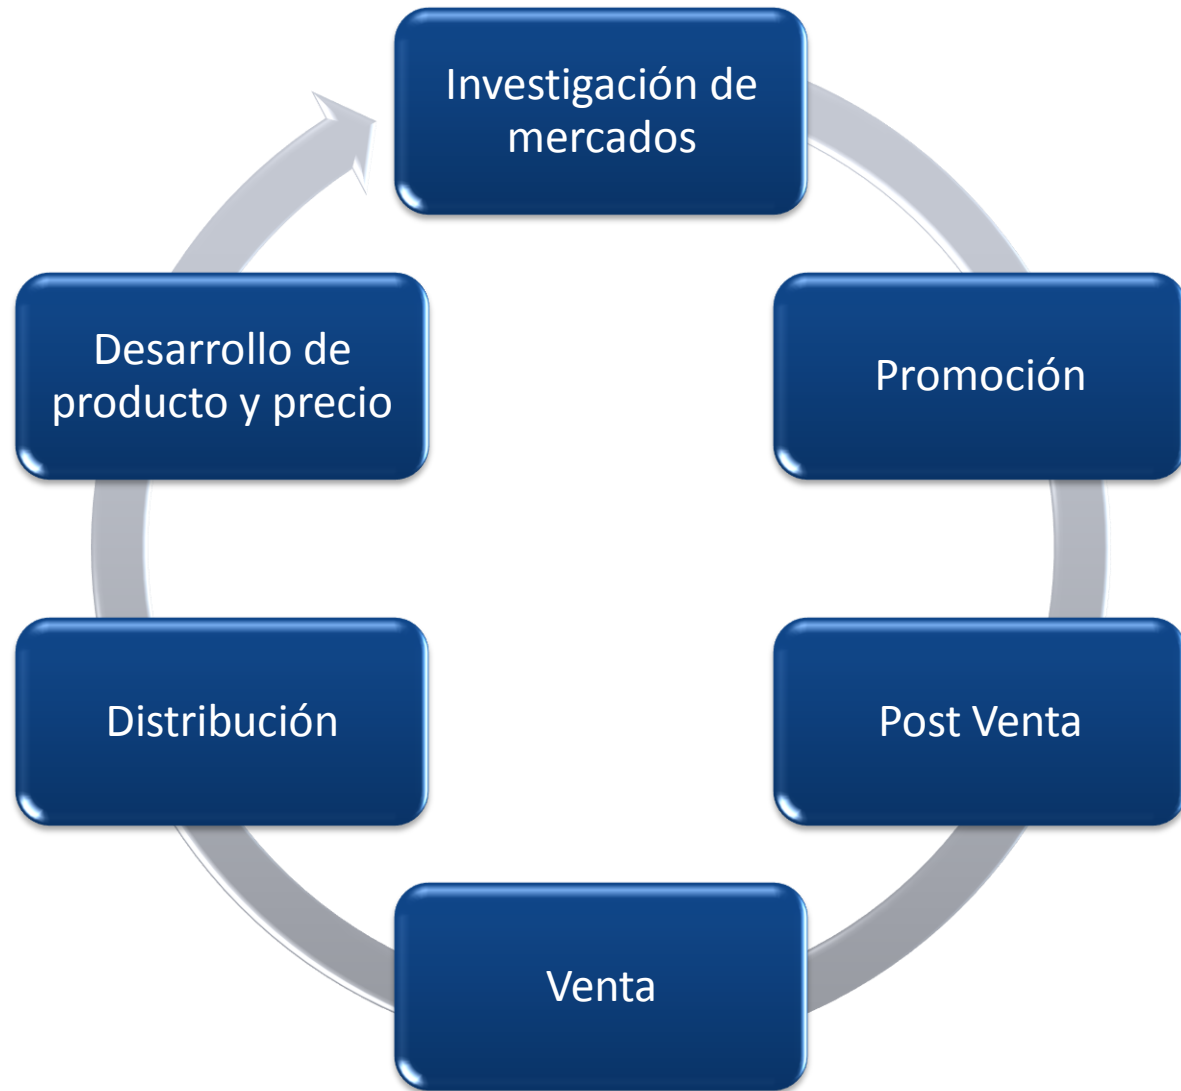 Investigación de
mercados
Desarrollo de
producto y precio
Promoción
Distribución
Post Venta
Venta